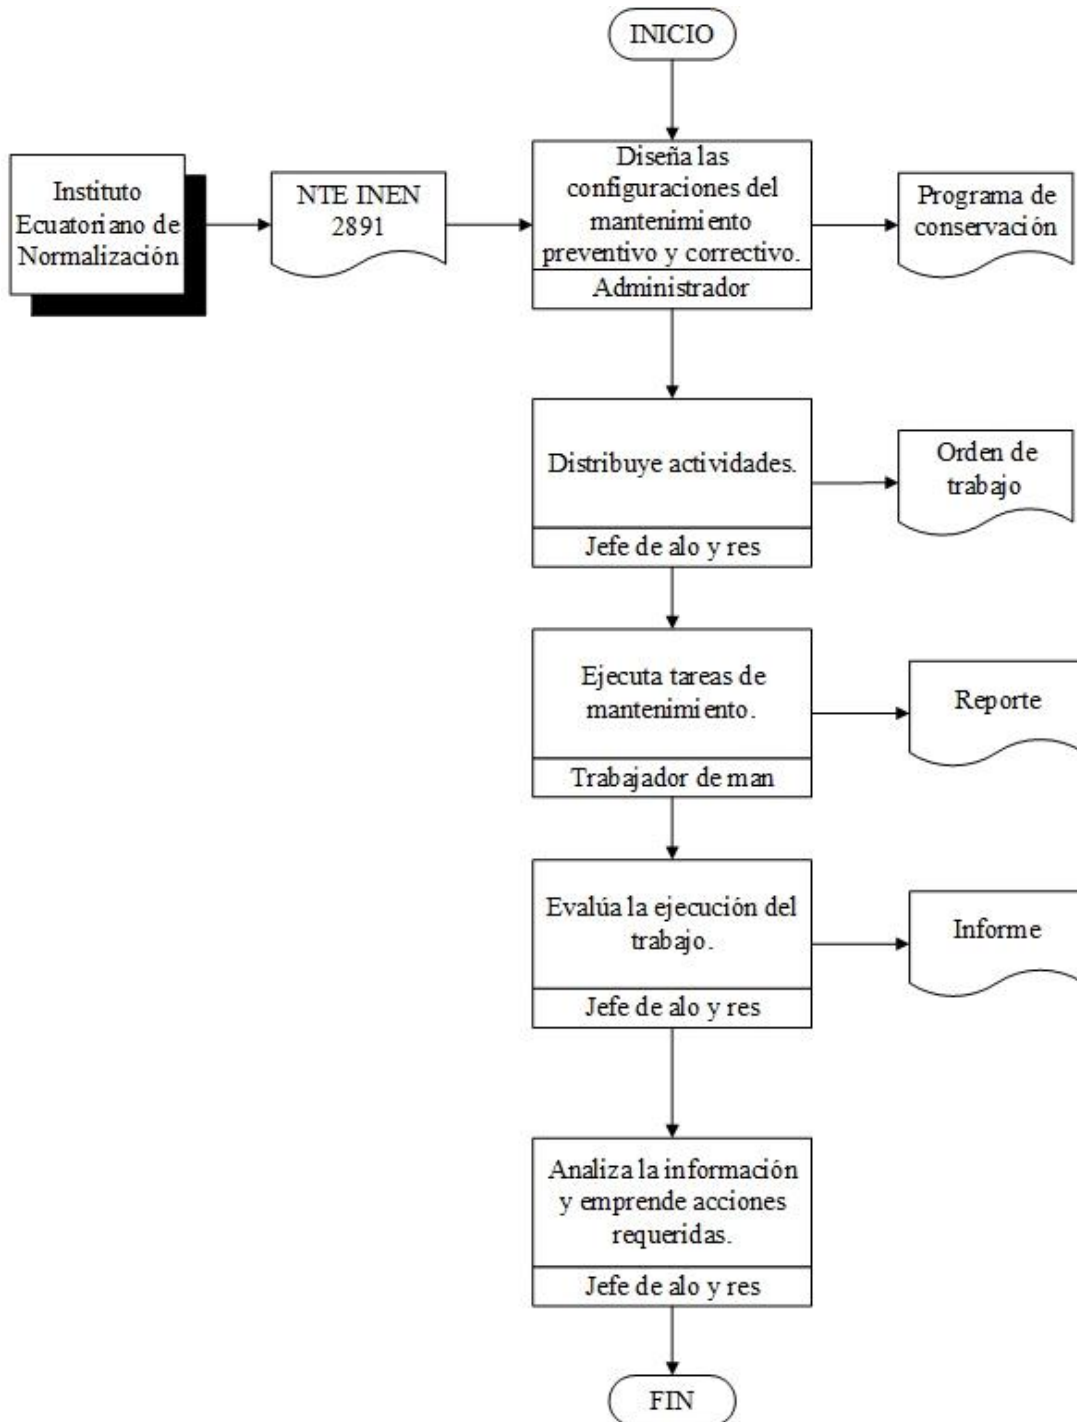 INICIO
Instituto
Ecuatoriano de
Normalización
NTE INEN
2891
Diseña las
configuraciones del
mantenimiento
preventivo y correctivo.
Administrador
Programa de
conservación
Distribuye actividades.
Jefe de alo y res
Orden de
trabajo
Ejecuta tareas de
mantenimiento.
Trabajador de man
Reporte
Evalúa la ejecución del
trabajo.
Jefe de alo y res
Informe
Analiza la información
y emprende acciones
requeridas.
Jefe de alo y res
FIN